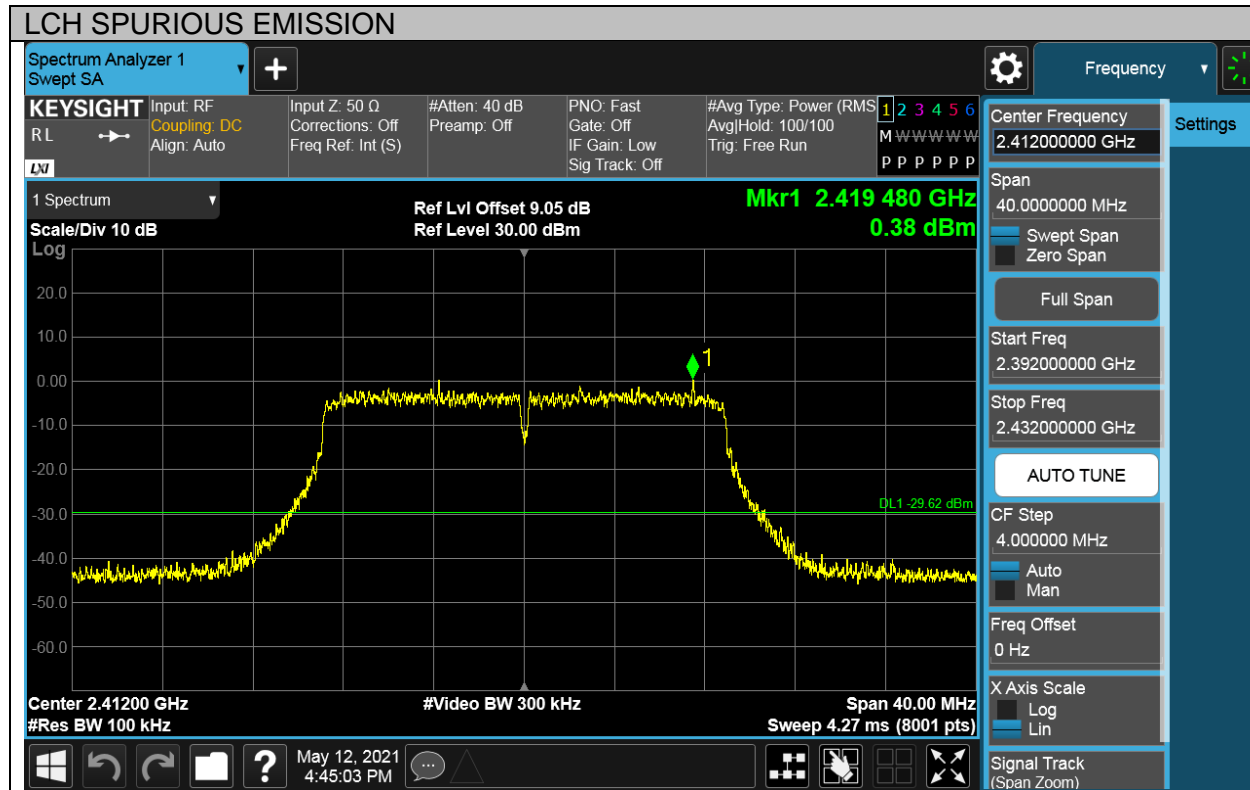 LCH SPURIOUS EMISSION
Spectrum Analyzer 1
Swept SA
Frequency
KEYSIGHT
RL
LXI
Input: RF
Coupling: DC
Align: Auto
Input Z: 50 Ω
Corrections: Off
Freq Ref: Int (S)
#Atten: 40 dB
Preamp: Off
PNO: Fast
Gate: Off
IF Gain: Low
Sig Track: Off
#Avg Type: Power (RMS
Avg|Hold: 100/100
Trig: Free Run
1 2 3 4 5 6
M W W W W W
P P P P P P
1 Spectrum
Scale/Div 10 dB
Ref Lvl Offset 9.05 dB
Ref Level 30.00 dBm
Mkr1 2.419 480 GHz
0.38 dBm
Log
20.0
10.0
0.00
-10.0
-20.0
-30.0
-40.0
-50.0
-60.0
1
DL1 -29.62 dBm
Center 2.41200 GHz
#Res BW 100 kHz
#Video BW 300 kHz
Span 40.00 MHz
Sweep 4.27 ms (8001 pts)
?
May 12, 2021
4:45:03 PM
Center Frequency
2.412000000 GHz
Settings
Span
40.0000000 MHz
Swept Span
Zero Span
Full Span
Start Freq
2.392000000 GHz
Stop Freq
2.432000000 GHz
AUTO TUNE
CF Step
4.000000 MHz
Auto
Man
Freq Offset
0 Hz
X Axis Scale
Log
Lin
Signal Track
(Span Zoom)